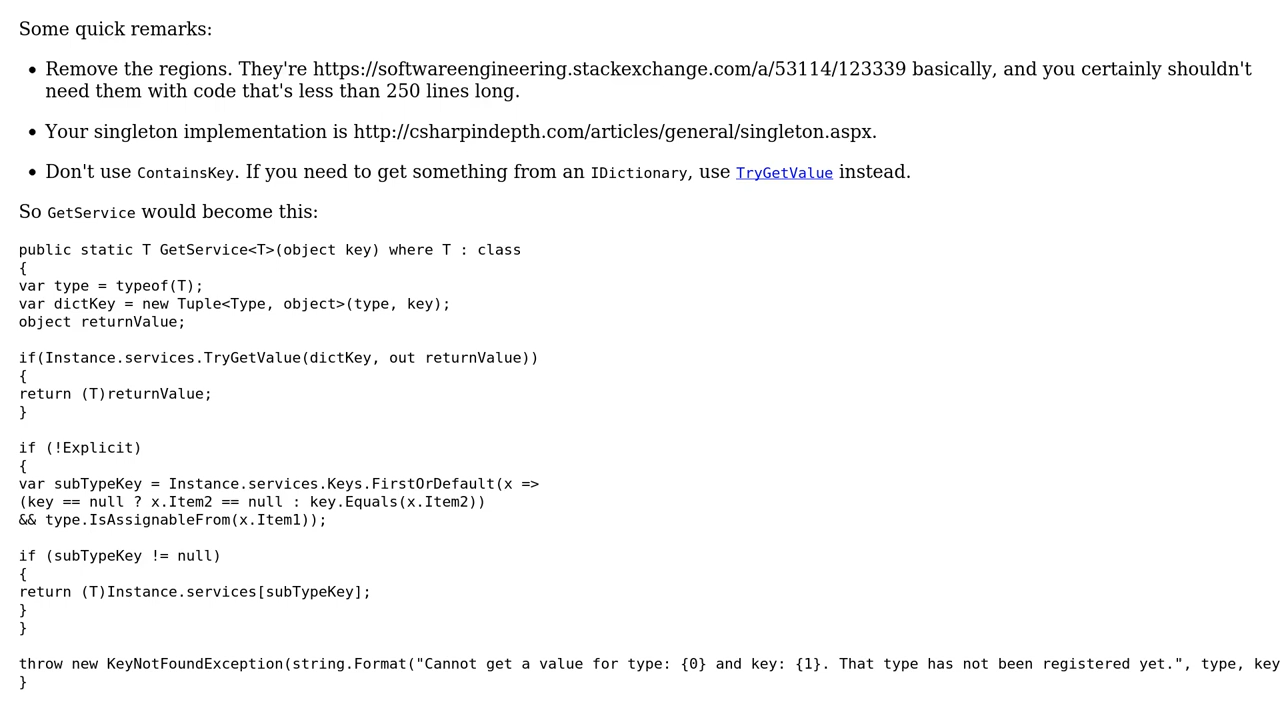 Some quick remarks:
Remove the regions. They're https://softwareengineering.stackexchange.com/a/53114/123339 basically, and you certainly shouldn't
need them with code that's less than 250 lines long.
Your singleton implementation is http://csharpindepth.com/articles/general/singleton.aspx.
Don't use ContainsKey. If you need to get something from an IDictionary, use TryGetValue instead.
So GetService would become this:
public static T GetService<T>(object key) where T : class
{
var type = typeof(T);
var dictKey = new Tuple<Type, object>(type, key);
object returnValue;

if(Instance.services.TryGetValue(dictKey, out returnValue))
{
return (T)returnValue;
}

if (!Explicit)
{
var subTypeKey = Instance.services.Keys.FirstOrDefault(x =>
(key == null ? x.Item2 == null : key.Equals(x.Item2))
&& type.IsAssignableFrom(x.Item1));

if (subTypeKey != null)
{
return (T)Instance.services[subTypeKey];
}
}

throw new KeyNotFoundException(string.Format("Cannot get a value for type: {0} and key: {1}. That type has not been registered yet.", type, key
}